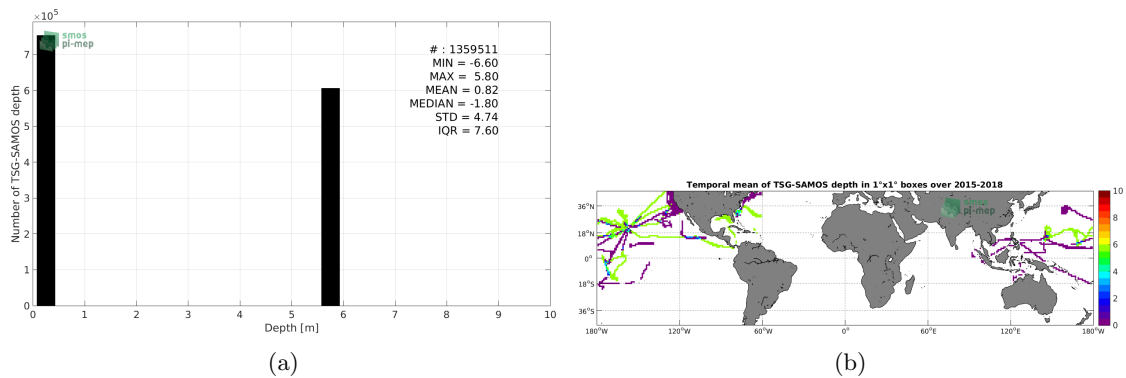 ×10⁵
smos
pi-mep
# : 1359511
MIN = -6.60
MAX = 5.80
MEAN = 0.82
MEDIAN = -1.80
STD = 4.74
IQR = 7.60
Number of TSG-SAMOS depth
7
6
5
4
3
2
1
0
0 1 2 3 4 5 6 7 8 9 10
Depth [m]
(a)
Temporal mean of TSG-SAMOS depth in 1°x1° boxes over 2015-2018
smos
pi-mep
36°N
18°N
0°
18°S
36°S
180°W 120°W 60°W 0° 60°E 120°E 180°W
10
8
6
4
2
0
(b)